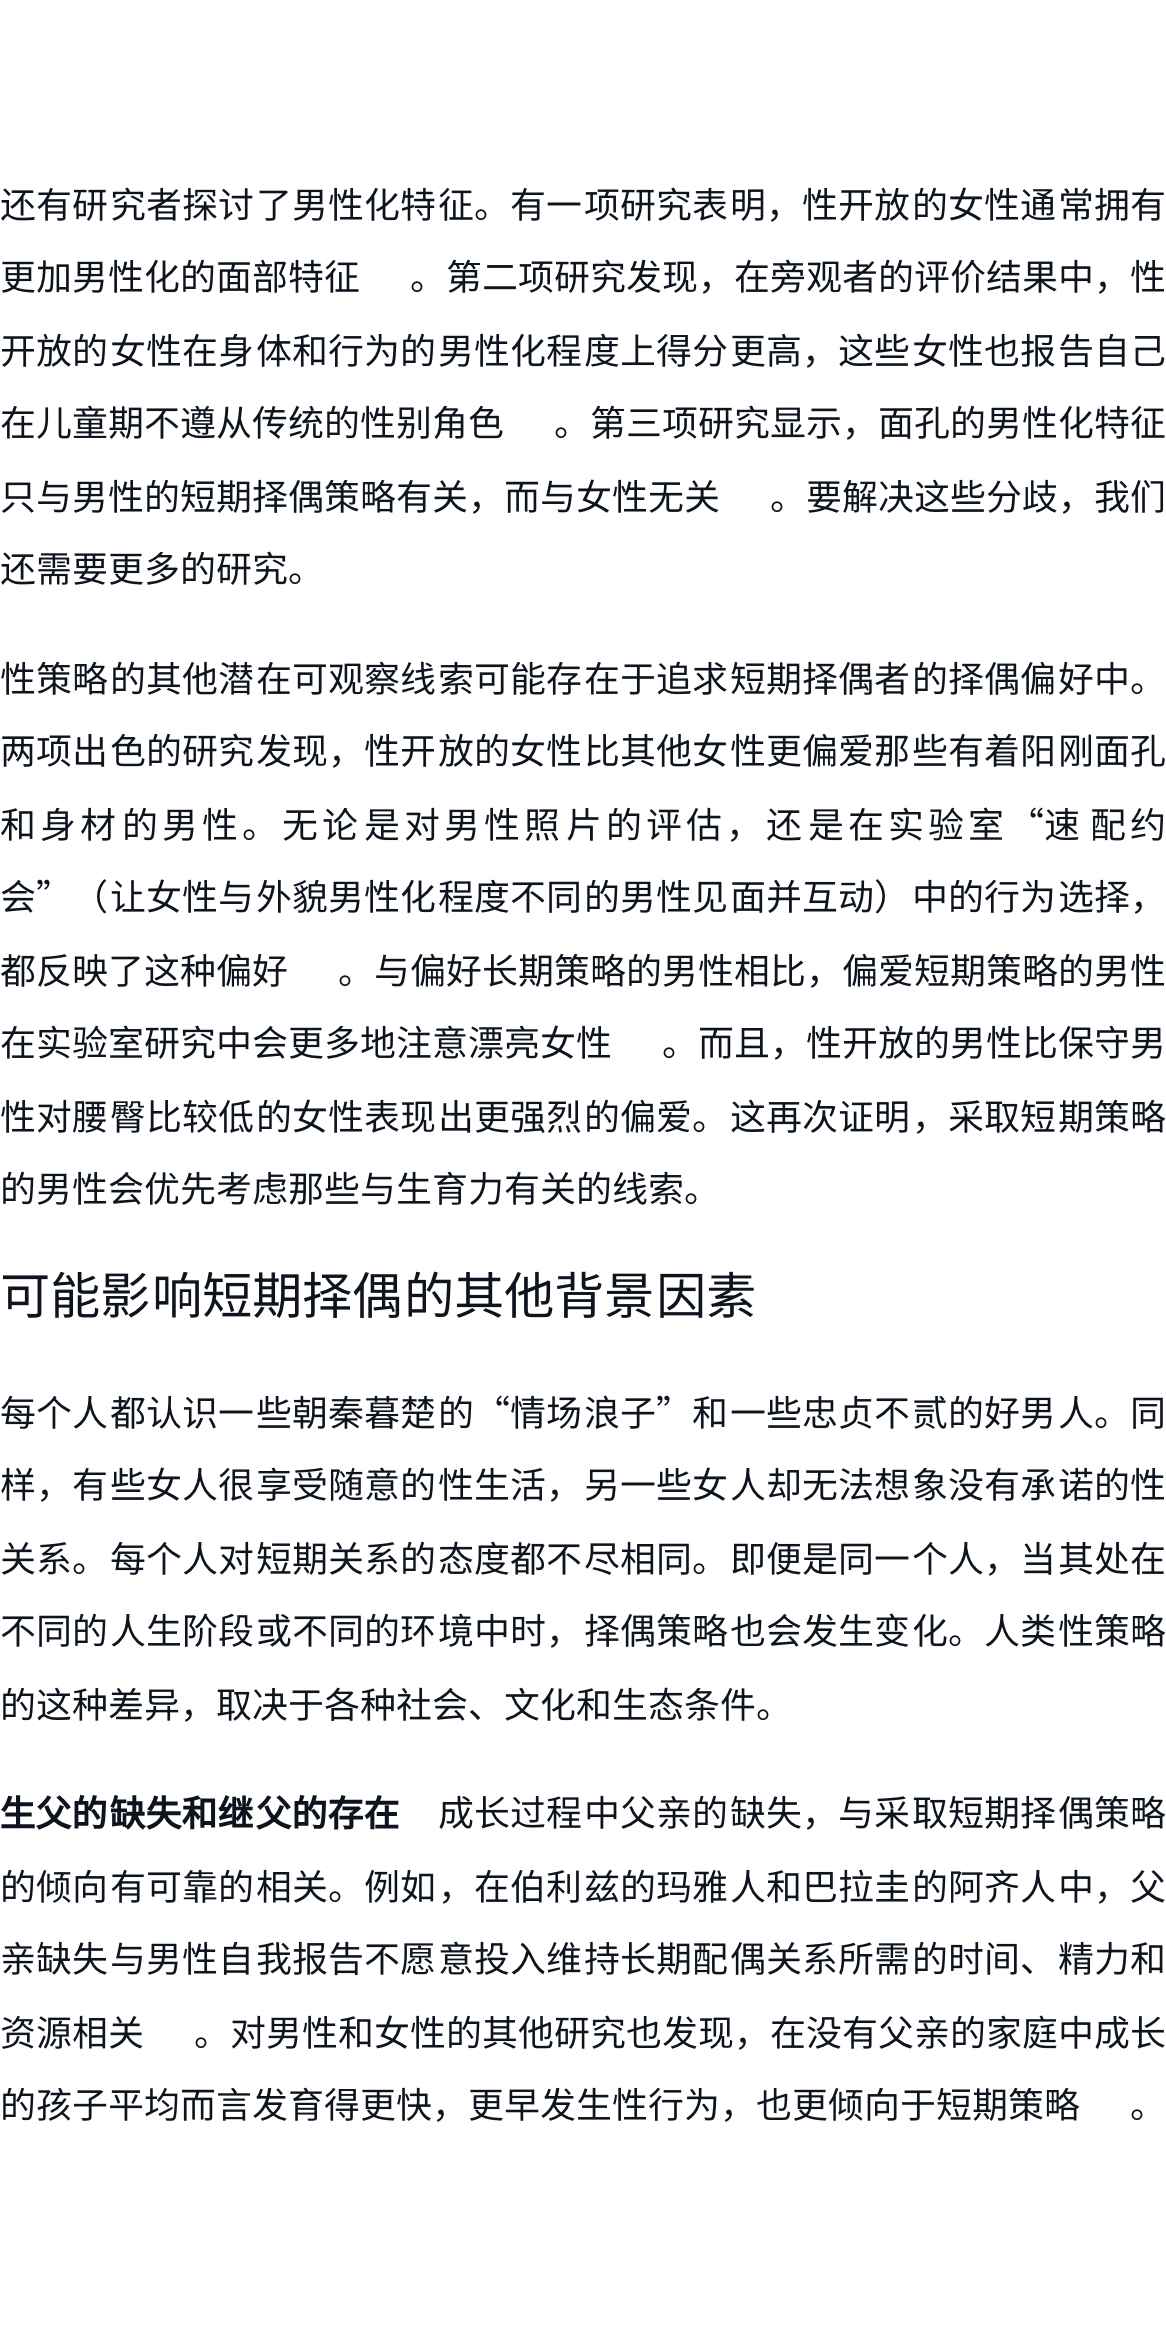 还有研究者探讨了男性化特征。有一项研究表明，性开放的女性通常拥有
更加男性化的面部特征 。第二项研究发现，在旁观者的评价结果中，性
开放的女性在身体和行为的男性化程度上得分更高，这些女性也报告自己
在儿童期不遵从传统的性别角色 。第三项研究显示，面孔的男性化特征
只与男性的短期择偶策略有关，而与女性无关 。要解决这些分歧，我们
还需要更多的研究。
性策略的其他潜在可观察线索可能存在于追求短期择偶者的择偶偏好中。
两项出色的研究发现，性开放的女性比其他女性更偏爱那些有着阳刚面孔
和身材的男性。无论是对男性照片的评估，还是在实验室“速配约
会”（让女性与外貌男性化程度不同的男性见面并互动）中的行为选择，
都反映了这种偏好 。与偏好长期策略的男性相比，偏爱短期策略的男性
在实验室研究中会更多地注意漂亮女性 。而且，性开放的男性比保守男
性对腰臀比较低的女性表现出更强烈的偏爱。这再次证明，采取短期策略
的男性会优先考虑那些与生育力有关的线索。
可能影响短期择偶的其他背景因素
每个人都认识一些朝秦暮楚的“情场浪子”和一些忠贞不贰的好男人。同
样，有些女人很享受随意的性生活，另一些女人却无法想象没有承诺的性
关系。每个人对短期关系的态度都不尽相同。即便是同一个人，当其处在
不同的人生阶段或不同的环境中时，择偶策略也会发生变化。人类性策略
的这种差异，取决于各种社会、文化和生态条件。
生父的缺失和继父的存在 成长过程中父亲的缺失，与采取短期择偶策略
的倾向有可靠的相关。例如，在伯利兹的玛雅人和巴拉圭的阿齐人中，父
亲缺失与男性自我报告不愿意投入维持长期配偶关系所需的时间、精力和
资源相关 。对男性和女性的其他研究也发现，在没有父亲的家庭中成长
的孩子平均而言发育得更快，更早发生性行为，也更倾向于短期策略 。